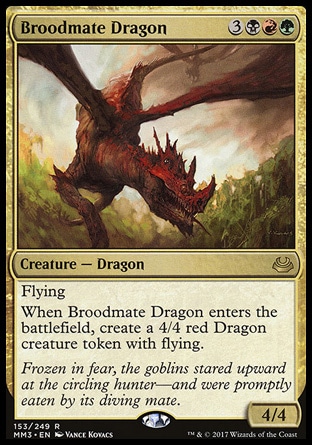 Broodmate Dragon 3
Creature — Dragon
Flying
When Broodmate Dragon enters the
battlefield, create a 4/4 red Dragon
creature token with flying.
Frozen in fear, the goblins stared upward
at the circling hunter—and were promptly
eaten by its diving mate.
4/4
153/249 R
MM3 • EN VANCE KOVACS
™ & © 2017 Wizards of the Coast